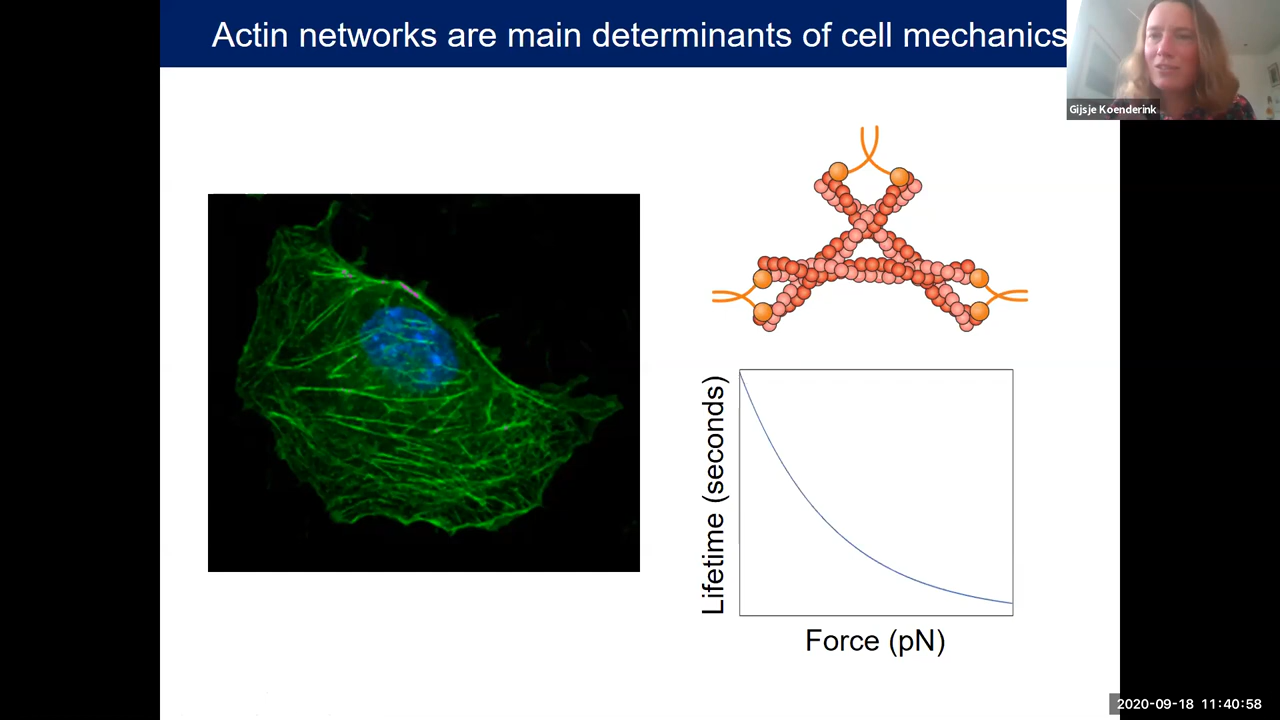 Actin networks are main determinants of cell mechanics
Gijsje Koenderink
Lifetime (seconds)
Force (pN)
2020-09-18 11:40:58